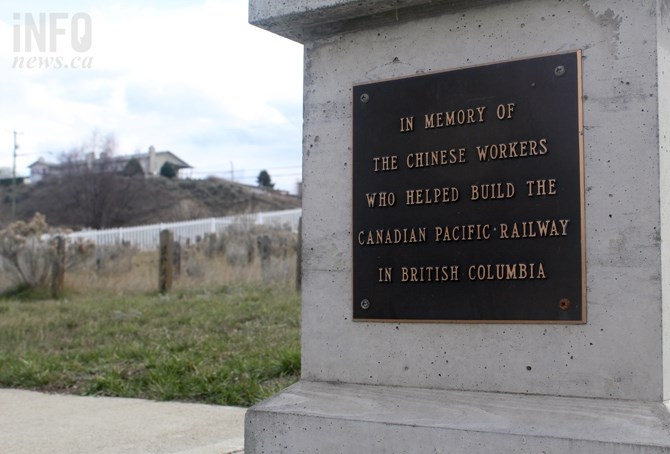 iNFO
news.ca
IN MEMORY OF
THE CHINESE WORKERS
WHO HELPED BUILD THE
CANADIAN PACIFIC RAILWAY
IN BRITISH COLUMBIA